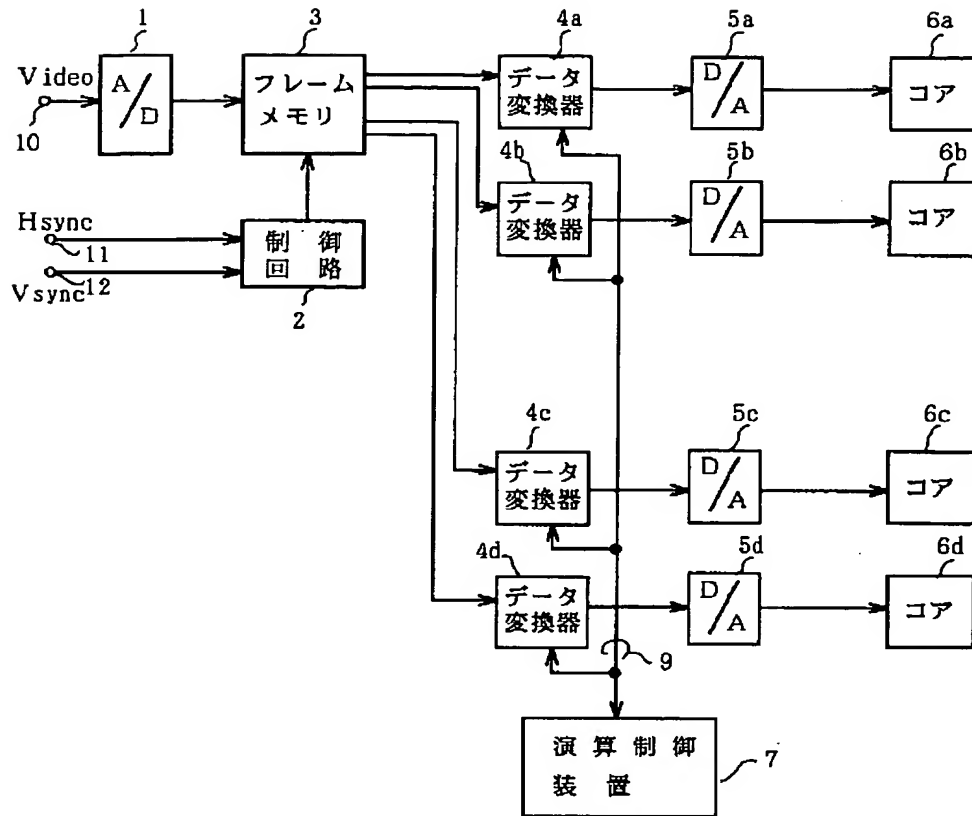 1
3
4a
5a
6a
Video
A/D
フレーム
メモリ
データ
変換器
D/A
コア
10
4b
5b
6b
データ
変換器
D/A
コア
Hsync
11
制御
回路
Vsync
12
2
4c
5c
6c
データ
変換器
D/A
コア
4d
5d
6d
データ
変換器
D/A
コア
9
演算制御
装置
7